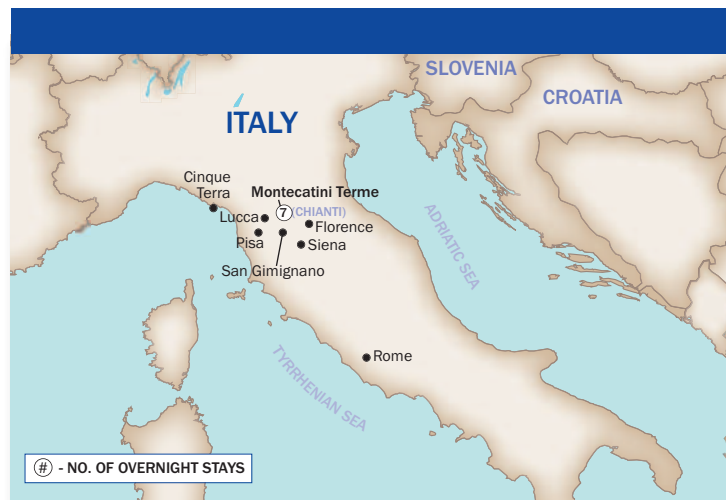 SLOVENIA
CROATIA
ITALY
Cinque
Terra
Montecatini Terme
7 (CHIANTI)
Lucca
Florence
Pisa
Siena
San Gimignano
ADRIATIC SEA
Rome
TYRRHENIAN SEA
# - NO. OF OVERNIGHT STAYS